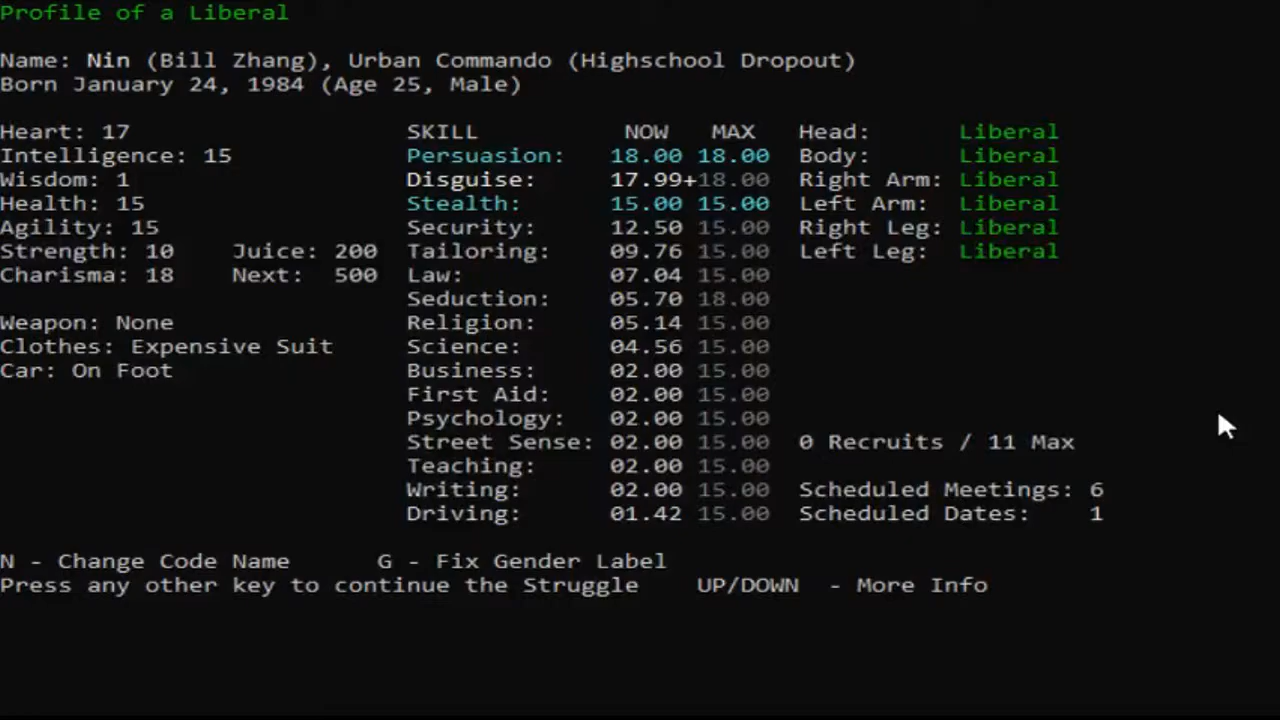 Profile of a Liberal
Name: Nin (Bill Zhang), Urban Commando (Highschool Dropout)
Born January 24, 1984 (Age 25, Male)
Heart: 17 SKILL NOW MAX Head: Liberal
Intelligence: 15 Persuasion: 18.00 18.00 Body: Liberal
Wisdom: 1 Disguise: 17.99+18.00 Right Arm: Liberal
Health: 15 Stealth: 15.00 15.00 Left Arm: Liberal
Agility: 15 Security: 12.50 15.00 Right Leg: Liberal
Strength: 10 Juice: 200 Tailoring: 09.76 15.00 Left Leg: Liberal
Charisma: 18 Next: 500 Law: 07.04 15.00
Seduction: 05.70 18.00
Weapon: None Religion: 05.14 15.00
Clothes: Expensive Suit Science: 04.56 15.00
Car: On Foot Business: 02.00 15.00
First Aid: 02.00 15.00
Psychology: 02.00 15.00
Street Sense: 02.00 15.00 0 Recruits / 11 Max
Teaching: 02.00 15.00
Writing: 02.00 15.00 Scheduled Meetings: 6
Driving: 01.42 15.00 Scheduled Dates: 1
N - Change Code Name G - Fix Gender Label
Press any other key to continue the Struggle UP/DOWN - More Info